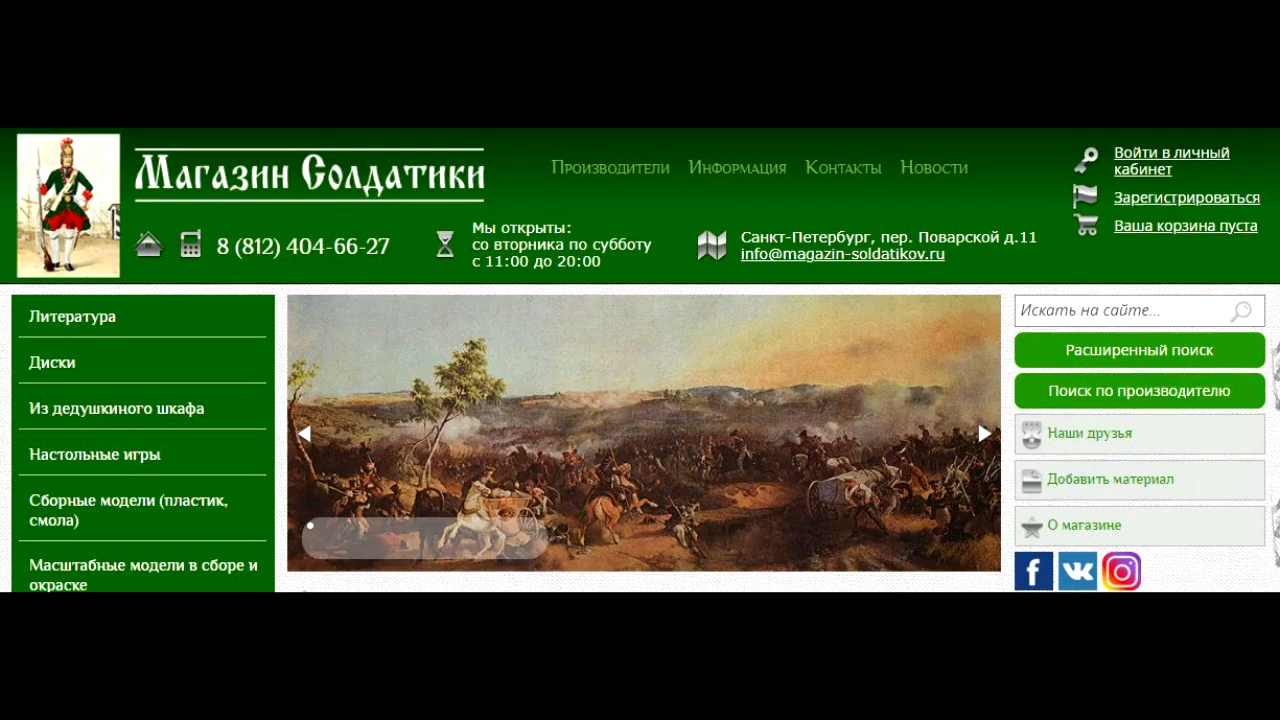 Магазин Солдатики
Производители Информация Контакты Новости
Войти в личный
кабинет
Зарегистрироваться
Ваша корзина пуста
8 (812) 404-66-27
Мы открыты:
со вторника по субботу
с 11:00 до 20:00
Санкт-Петербург, пер. Поварской д.11
info@magazin-soldatikov.ru
Литература
Диски
Из дедушкиного шкафа
Настольные игры
Сборные модели (пластик,
смола)
Масштабные модели в сборе и
окраске
Искать на сайте...
Расширенный поиск
Поиск по производителю
Наши друзья
Добавить материал
О магазине